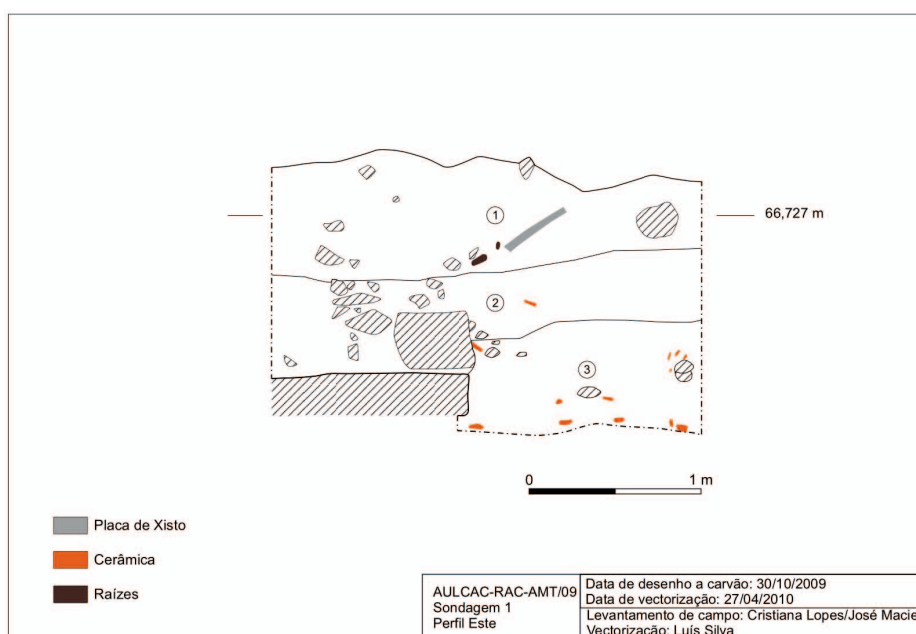 1
66,727 m
2
3
0 1 m
Placa de Xisto
Cerâmica
Raízes
AULCAC-RAC-AMT/09
Sondagem 1
Perfil Este
Data de desenho a carvão: 30/10/2009
Data de vectorização: 27/04/2010
Levantamento de campo: Cristiana Lopes/José Macie
Vectorização: Luís Silva